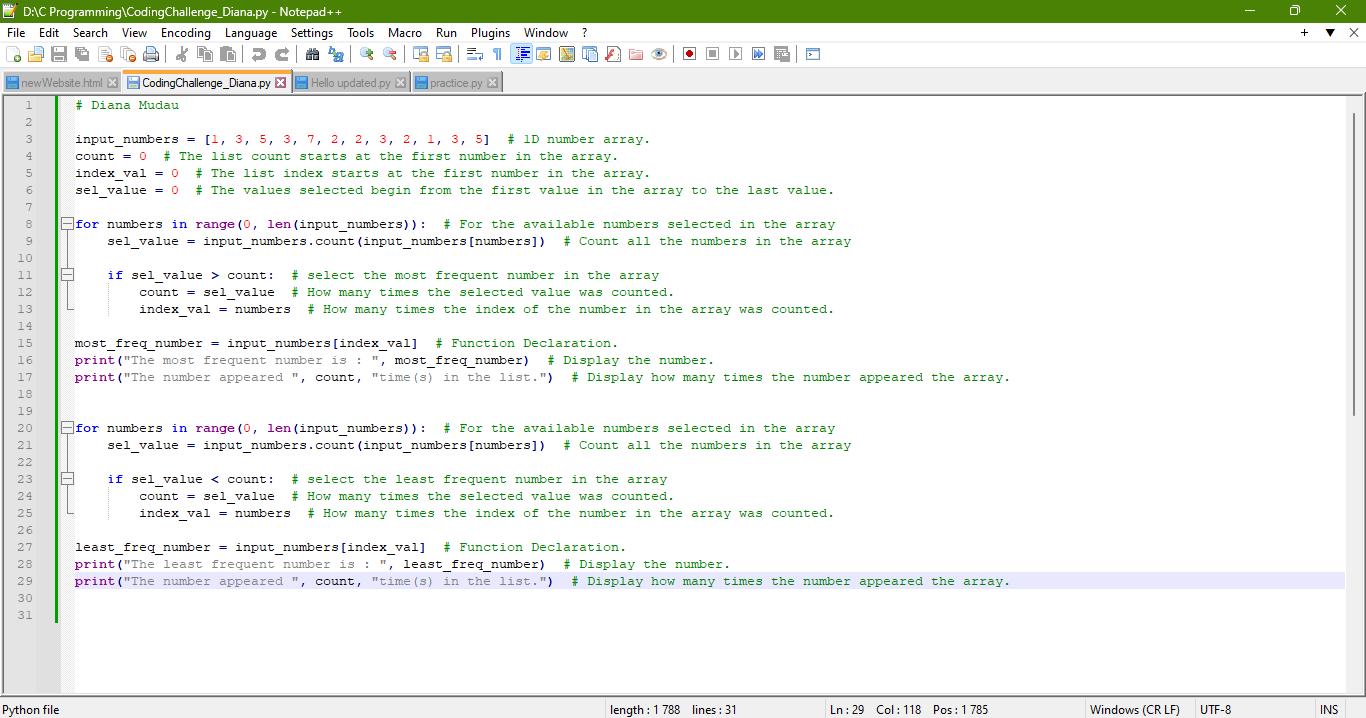 D:\C Programming\CodingChallenge_Diana.py - Notepad++
File Edit Search View Encoding Language Settings Tools Macro Run Plugins Window ? + ▼ X
newWebsite.html CodingChallenge_Diana.py Hello updated.py practice.py
1 # Diana Mudau
2
3 input_numbers = [1, 3, 5, 3, 7, 2, 2, 3, 2, 1, 3, 5]  # 1D number array.
4 count = 0  # The list count starts at the first number in the array.
5 index_val = 0  # The list index starts at the first number in the array.
6 sel_value = 0  # The values selected begin from the first value in the array to the last value.
7
8 for numbers in range(0, len(input_numbers)):  # For the available numbers selected in the array
9     sel_value = input_numbers.count(input_numbers[numbers])  # Count all the numbers in the array
10
11     if sel_value > count:  # select the most frequent number in the array
12         count = sel_value  # How many times the selected value was counted.
13         index_val = numbers  # How many times the index of the number in the array was counted.
14
15 most_freq_number = input_numbers[index_val]  # Function Declaration.
16 print("The most frequent number is : ", most_freq_number)  # Display the number.
17 print("The number appeared ", count, "time(s) in the list.")  # Display how many times the number appeared the array.
18
19
20 for numbers in range(0, len(input_numbers)):  # For the available numbers selected in the array
21     sel_value = input_numbers.count(input_numbers[numbers])  # Count all the numbers in the array
22
23     if sel_value < count:  # select the least frequent number in the array
24         count = sel_value  # How many times the selected value was counted.
25         index_val = numbers  # How many times the index of the number in the array was counted.
26
27 least_freq_number = input_numbers[index_val]  # Function Declaration.
28 print("The least frequent number is : ", least_freq_number)  # Display the number.
29 print("The number appeared ", count, "time(s) in the list.")  # Display how many times the number appeared the array.
30
31
Python file length : 1 788 lines : 31 Ln : 29 Col : 118 Pos : 1 785 Windows (CR LF) UTF-8 INS